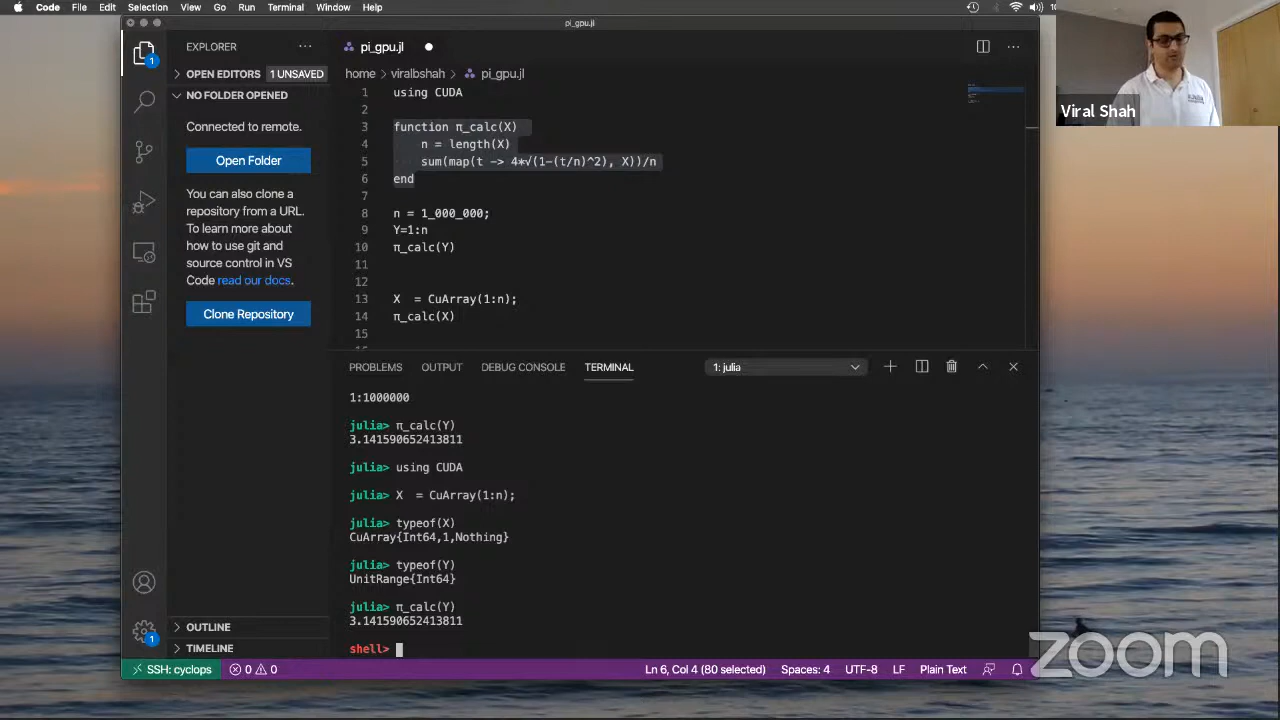 Code File Edit Selection View Go Run Terminal Window Help
pi_gpu.jl
EXPLORER
OPEN EDITORS 1 UNSAVED
NO FOLDER OPENED
Connected to remote.
Open Folder
You can also clone a
repository from a URL.
To learn more about
how to use git and
source control in VS
Code read our docs.
Clone Repository
OUTLINE
TIMELINE
pi_gpu.jl
home > viralbshah > pi_gpu.jl
1 using CUDA
2
3 function π_calc(X)
4 n = length(X)
5 sum(map(t -> 4*√(1-(t/n)^2), X))/n
6 end
7
8 n = 1_000_000;
9 Y=1:n
10 π_calc(Y)
11
12
13 X  = CuArray(1:n);
14 π_calc(X)
15
PROBLEMS OUTPUT DEBUG CONSOLE TERMINAL 1: julia
1:1000000
julia> π_calc(Y)
3.141590652413811
julia> using CUDA
julia> X  = CuArray(1:n);
julia> typeof(X)
CuArray{Int64,1,Nothing}
julia> typeof(Y)
UnitRange{Int64}
julia> π_calc(Y)
3.141590652413811
shell>
SSH: cyclops 0 0 Ln 6, Col 4 (80 selected) Spaces: 4 UTF-8 LF Plain Text
1
1
Viral Shah
zoom